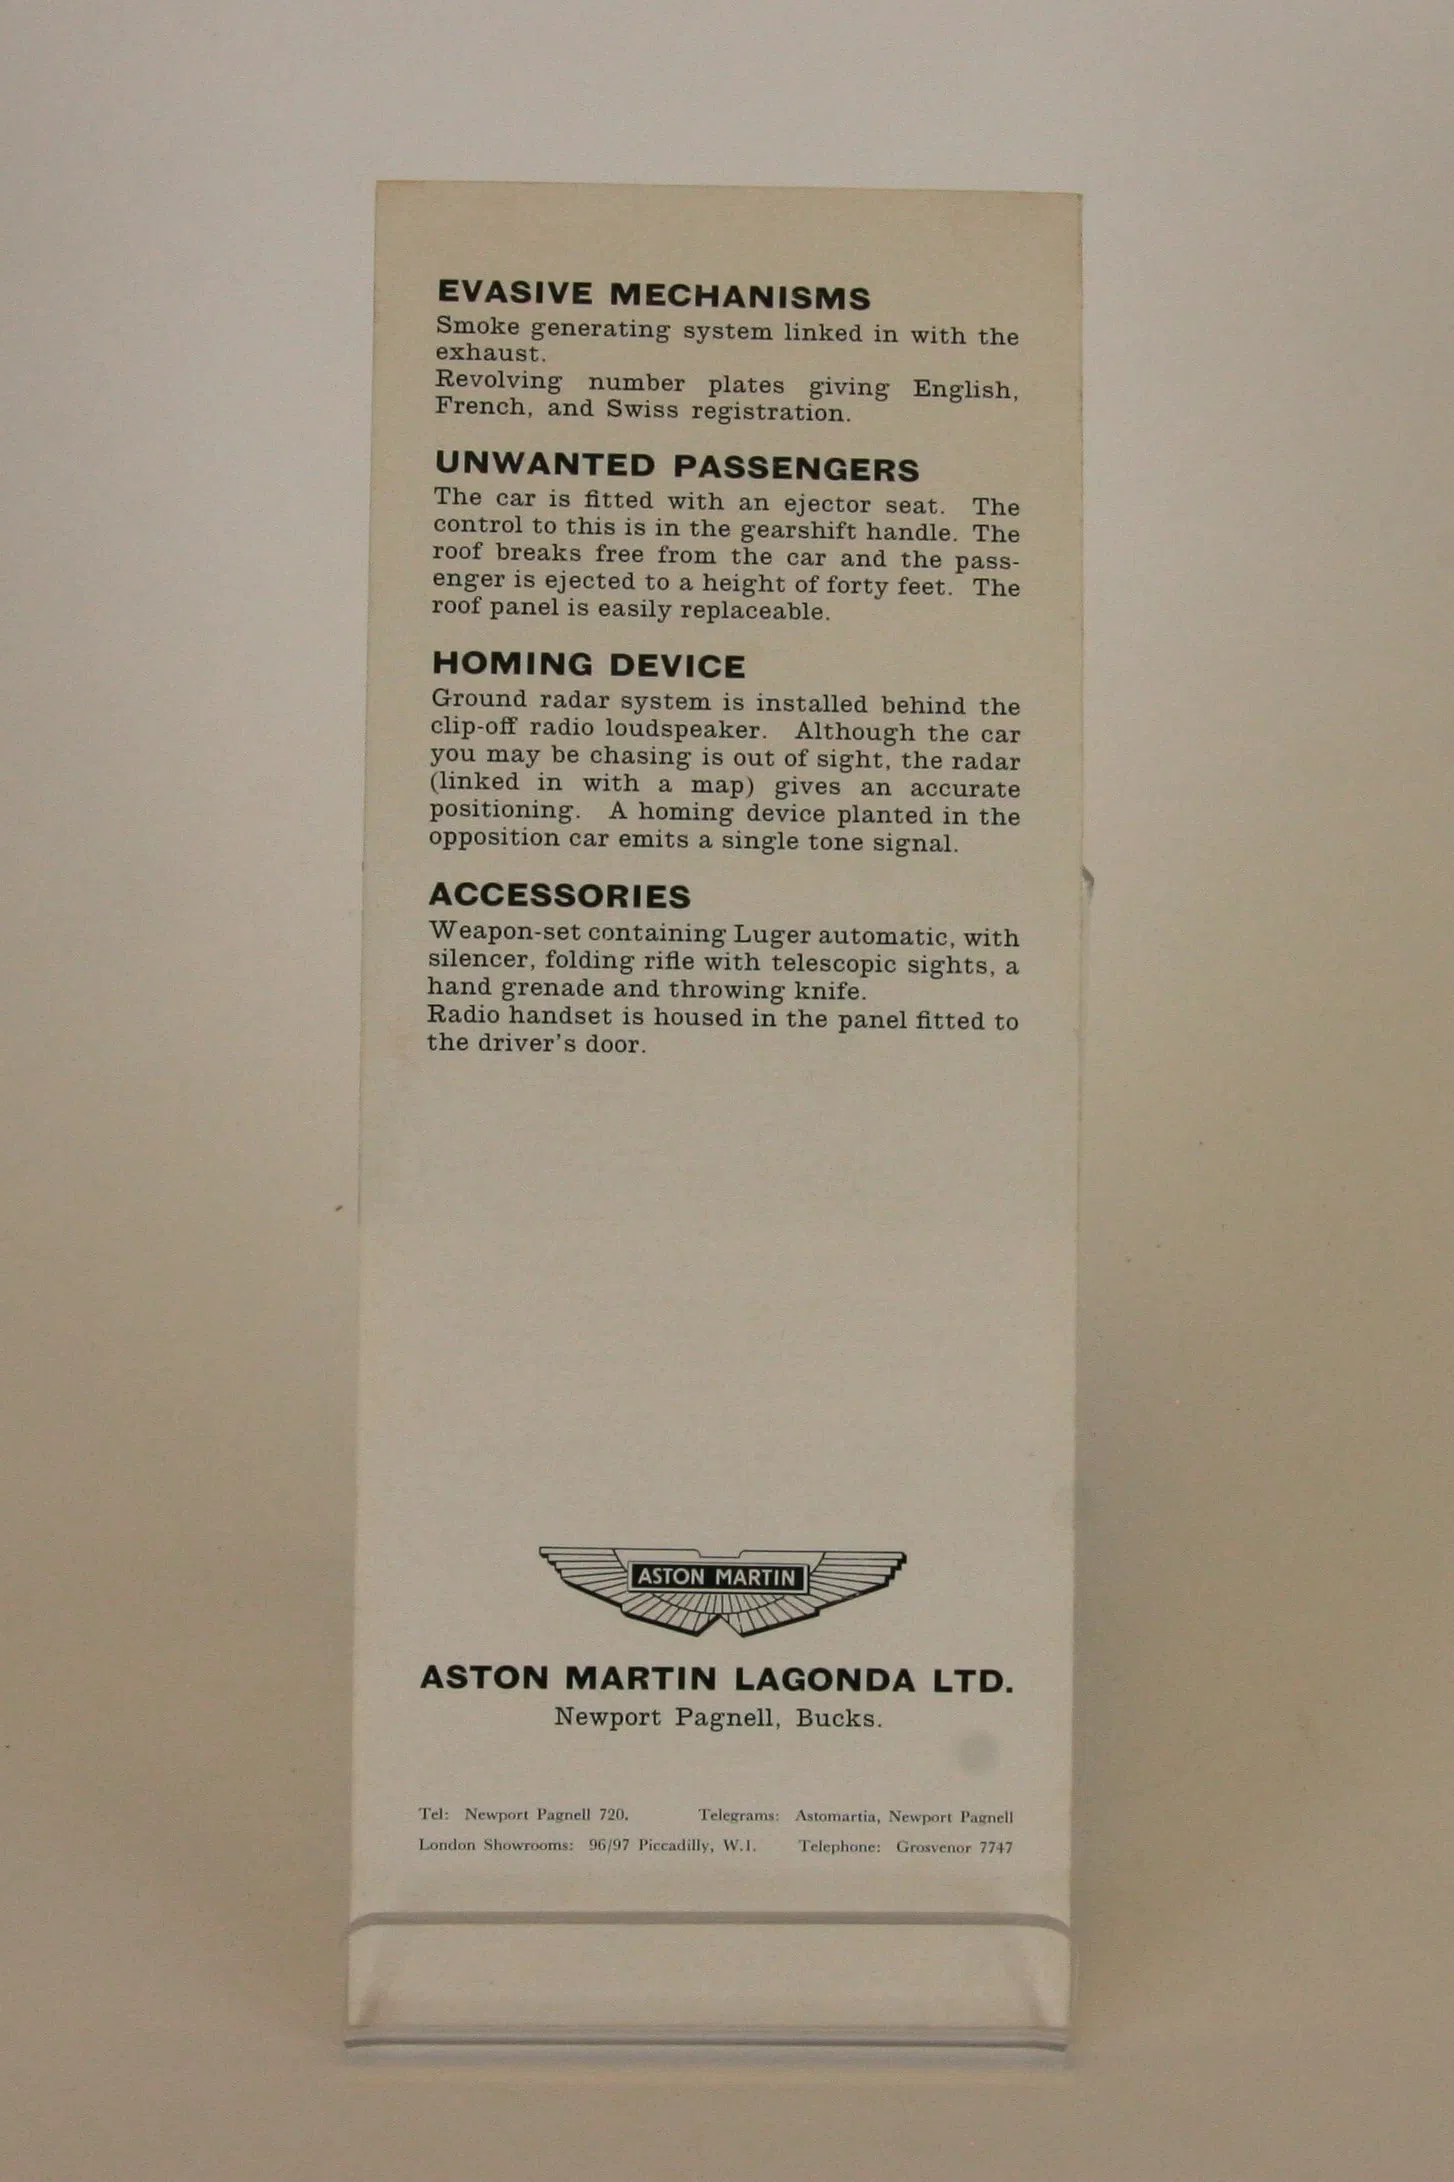 EVASIVE MECHANISMS
Smoke generating system linked in with the
exhaust.
Revolving number plates giving English,
French, and Swiss registration.
UNWANTED PASSENGERS
The car is fitted with an ejector seat. The
control to this is in the gearshift handle. The
roof breaks free from the car and the pass-
enger is ejected to a height of forty feet. The
roof panel is easily replaceable.
HOMING DEVICE
Ground radar system is installed behind the
clip-off radio loudspeaker. Although the car
you may be chasing is out of sight, the radar
(linked in with a map) gives an accurate
positioning. A homing device planted in the
opposition car emits a single tone signal.
ACCESSORIES
Weapon-set containing Luger automatic, with
silencer, folding rifle with telescopic sights, a
hand grenade and throwing knife.
Radio handset is housed in the panel fitted to
the driver's door.
ASTON MARTIN
ASTON MARTIN LAGONDA LTD.
Newport Pagnell, Bucks.
Tel: Newport Pagnell 720. Telegrams: Astomartia, Newport Pagnell
London Showrooms: 96/97 Piccadilly, W.1. Telephone: Grosvenor 7747